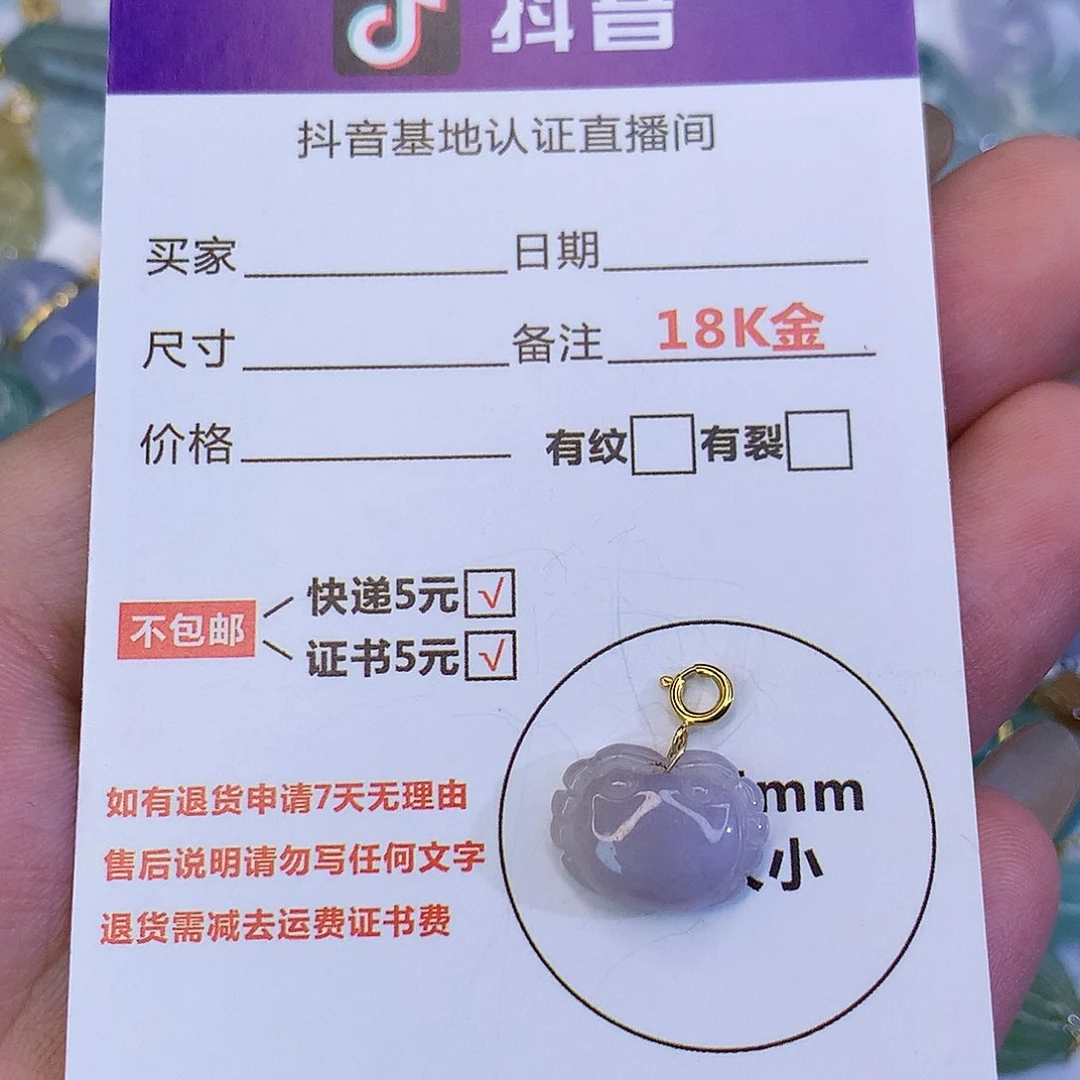 抖音
抖音基地认证直播间
买家 日期
尺寸 备注 18K金
价格 有纹 有裂
不包邮 快递5元 √
证书5元 √
如有退货申请7天无理由
售后说明请勿写任何文字
退货需减去运费证书费
mm
小